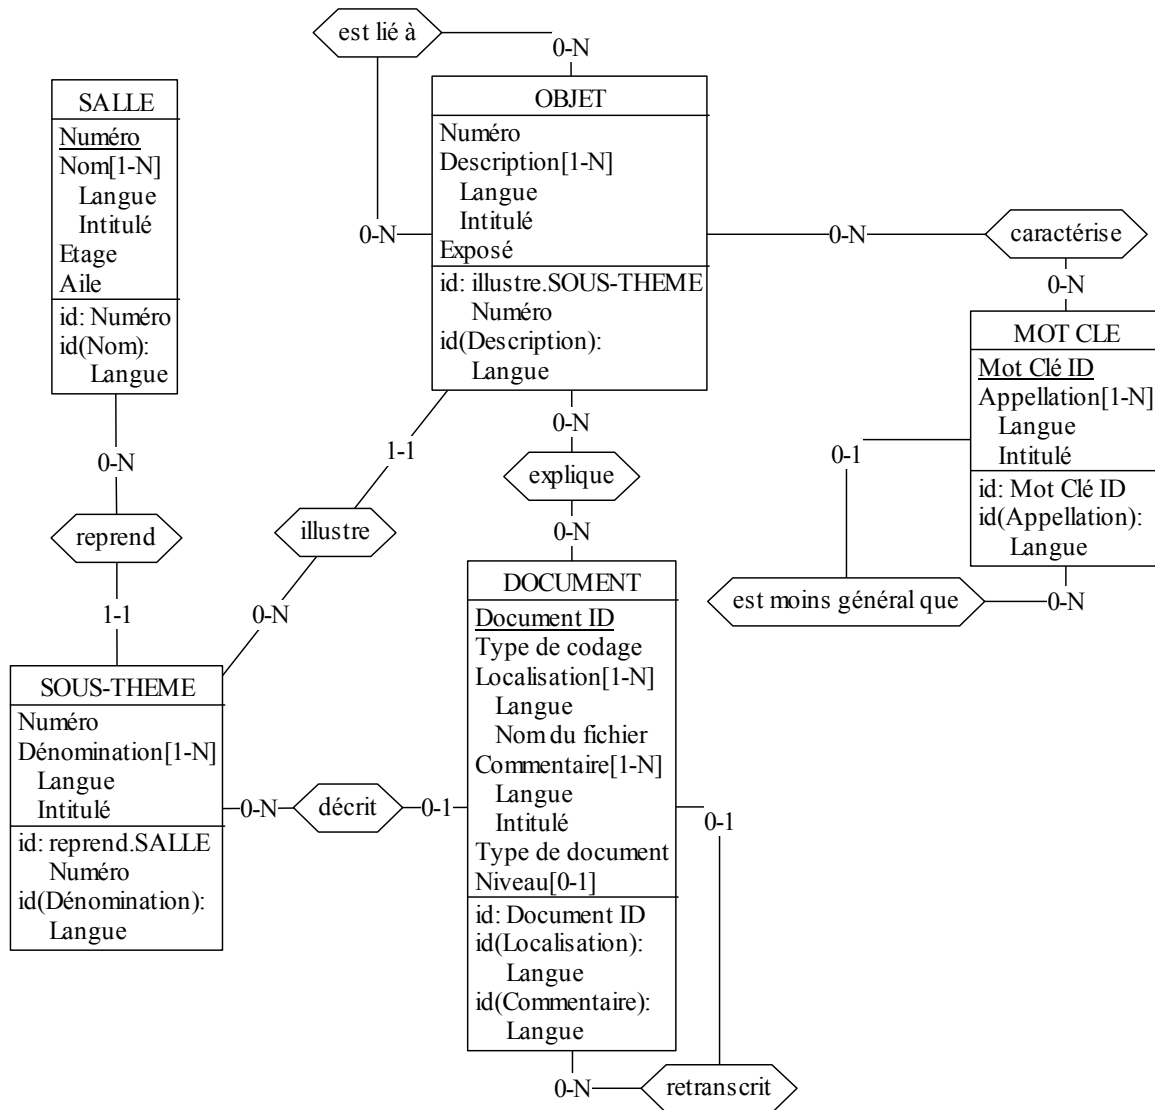 est lié à
0-N
SALLE
Numéro
Nom[1-N]
Langue
Intitulé
Etage
Aile
id: Numéro
id(Nom):
Langue
OBJET
Numéro
Description[1-N]
Langue
Intitulé
Exposé
id: illustre.SOUS-THEME
Numéro
id(Description):
Langue
0-N
0-N
caractérise
0-N
MOT CLE
Mot Clé ID
Appellation[1-N]
Langue
Intitulé
id: Mot Clé ID
id(Appellation):
Langue
0-1
est moins général que
0-N
0-N
reprend
1-1
1-1
illustre
0-N
0-N
explique
0-N
SOUS-THEME
Numéro
Dénomination[1-N]
Langue
Intitulé
id: reprend.SALLE
Numéro
id(Dénomination):
Langue
0-N
décrit
0-1
DOCUMENT
Document ID
Type de codage
Localisation[1-N]
Langue
Nom du fichier
Commentaire[1-N]
Langue
Intitulé
Type de document
Niveau[0-1]
id: Document ID
id(Localisation):
Langue
id(Commentaire):
Langue
0-1
0-N
retranscrit